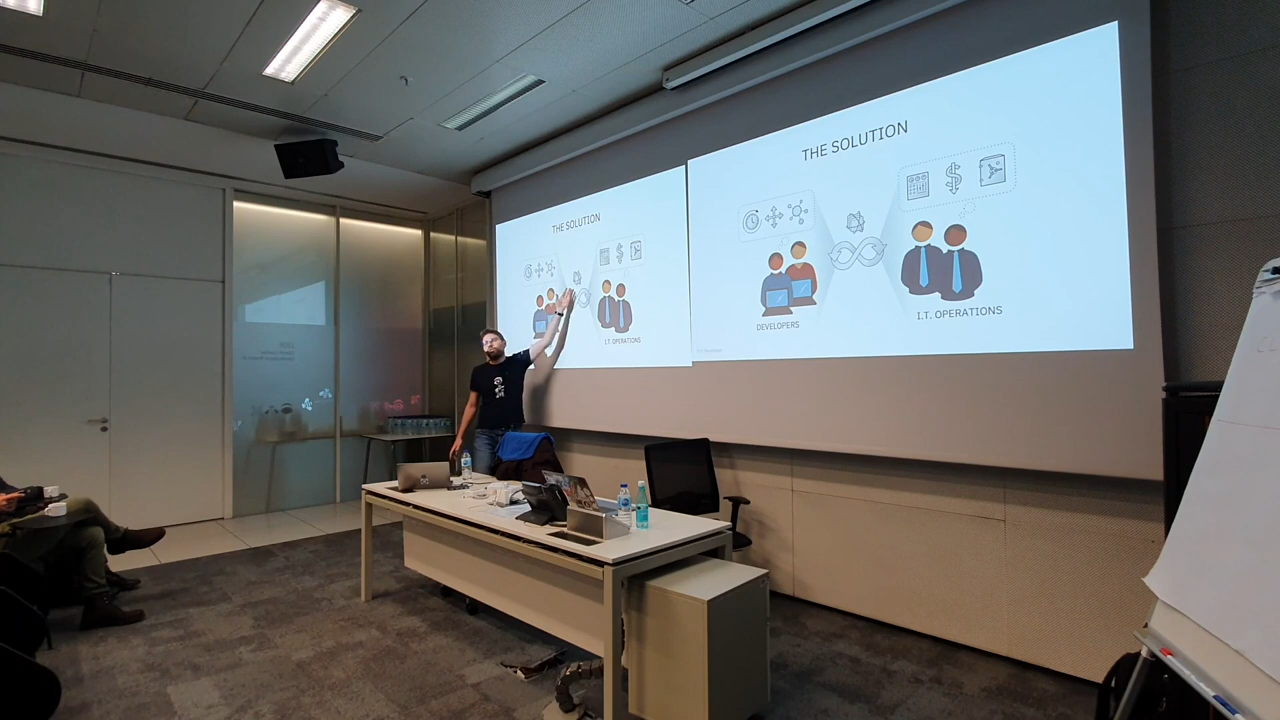 THE SOLUTION
DEVELOPERS
I.T. OPERATIONS
THE SOLUTION
I.T. OPERATIONS